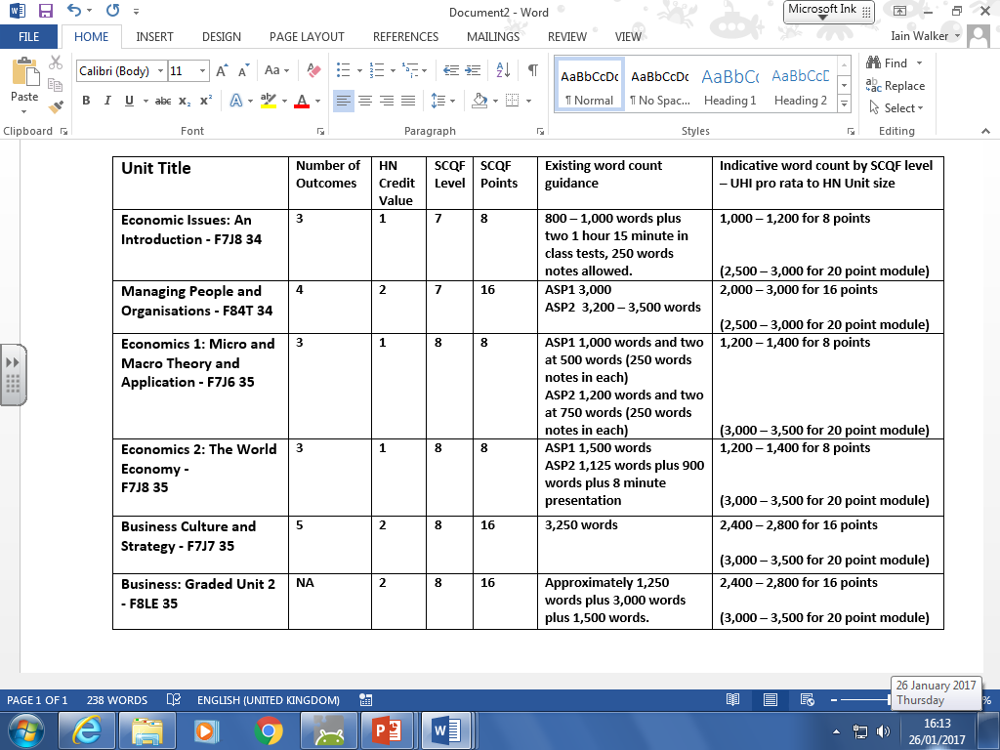 Document2 - Word
Microsoft Ink
FILE
HOME
INSERT
DESIGN
PAGE LAYOUT
REFERENCES
MAILINGS
REVIEW
VIEW
Iain Walker
Paste
Calibri (Body)
11
Aa
B I U abc x₂ x²
A
ab
A
AaBbCcDc
AaBbCcDc
AaBbCc
AaBbCcD
¶ Normal
¶ No Spac...
Heading 1
Heading 2
Find
Replace
Select
Clipboard
Font
Paragraph
Styles
Editing
Unit Title
Number of
Outcomes
HN
Credit
Value
SCQF
Level
SCQF
Points
Existing word count
guidance
Indicative word count by SCQF level
– UHI pro rata to HN Unit size
Economic Issues: An
Introduction - F7J8 34
3
1
7
8
800 – 1,000 words plus
two 1 hour 15 minute in
class tests, 250 words
notes allowed.
1,000 – 1,200 for 8 points
(2,500 – 3,000 for 20 point module)
Managing People and
Organisations - F84T 34
4
2
7
16
ASP1 3,000
ASP2 3,200 – 3,500 words
2,000 – 3,000 for 16 points
(2,500 – 3,000 for 20 point module)
Economics 1: Micro and
Macro Theory and
Application - F7J6 35
3
1
8
8
ASP1 1,000 words and two
at 500 words (250 words
notes in each)
ASP2 1,200 words and two
at 750 words (250 words
notes in each)
1,200 – 1,400 for 8 points
(3,000 – 3,500 for 20 point module)
Economics 2: The World
Economy -
F7J8 35
3
1
8
8
ASP1 1,500 words
ASP2 1,125 words plus 900
words plus 8 minute
presentation
1,200 – 1,400 for 8 points
(3,000 – 3,500 for 20 point module)
Business Culture and
Strategy - F7J7 35
5
2
8
16
3,250 words
2,400 – 2,800 for 16 points
(3,000 – 3,500 for 20 point module)
Business: Graded Unit 2
- F8LE 35
NA
2
8
16
Approximately 1,250
words plus 3,000 words
plus 1,500 words.
2,400 – 2,800 for 16 points
(3,000 – 3,500 for 20 point module)
PAGE 1 OF 1
238 WORDS
ENGLISH (UNITED KINGDOM)
%
26 January 2017
Thursday
16:13
26/01/2017